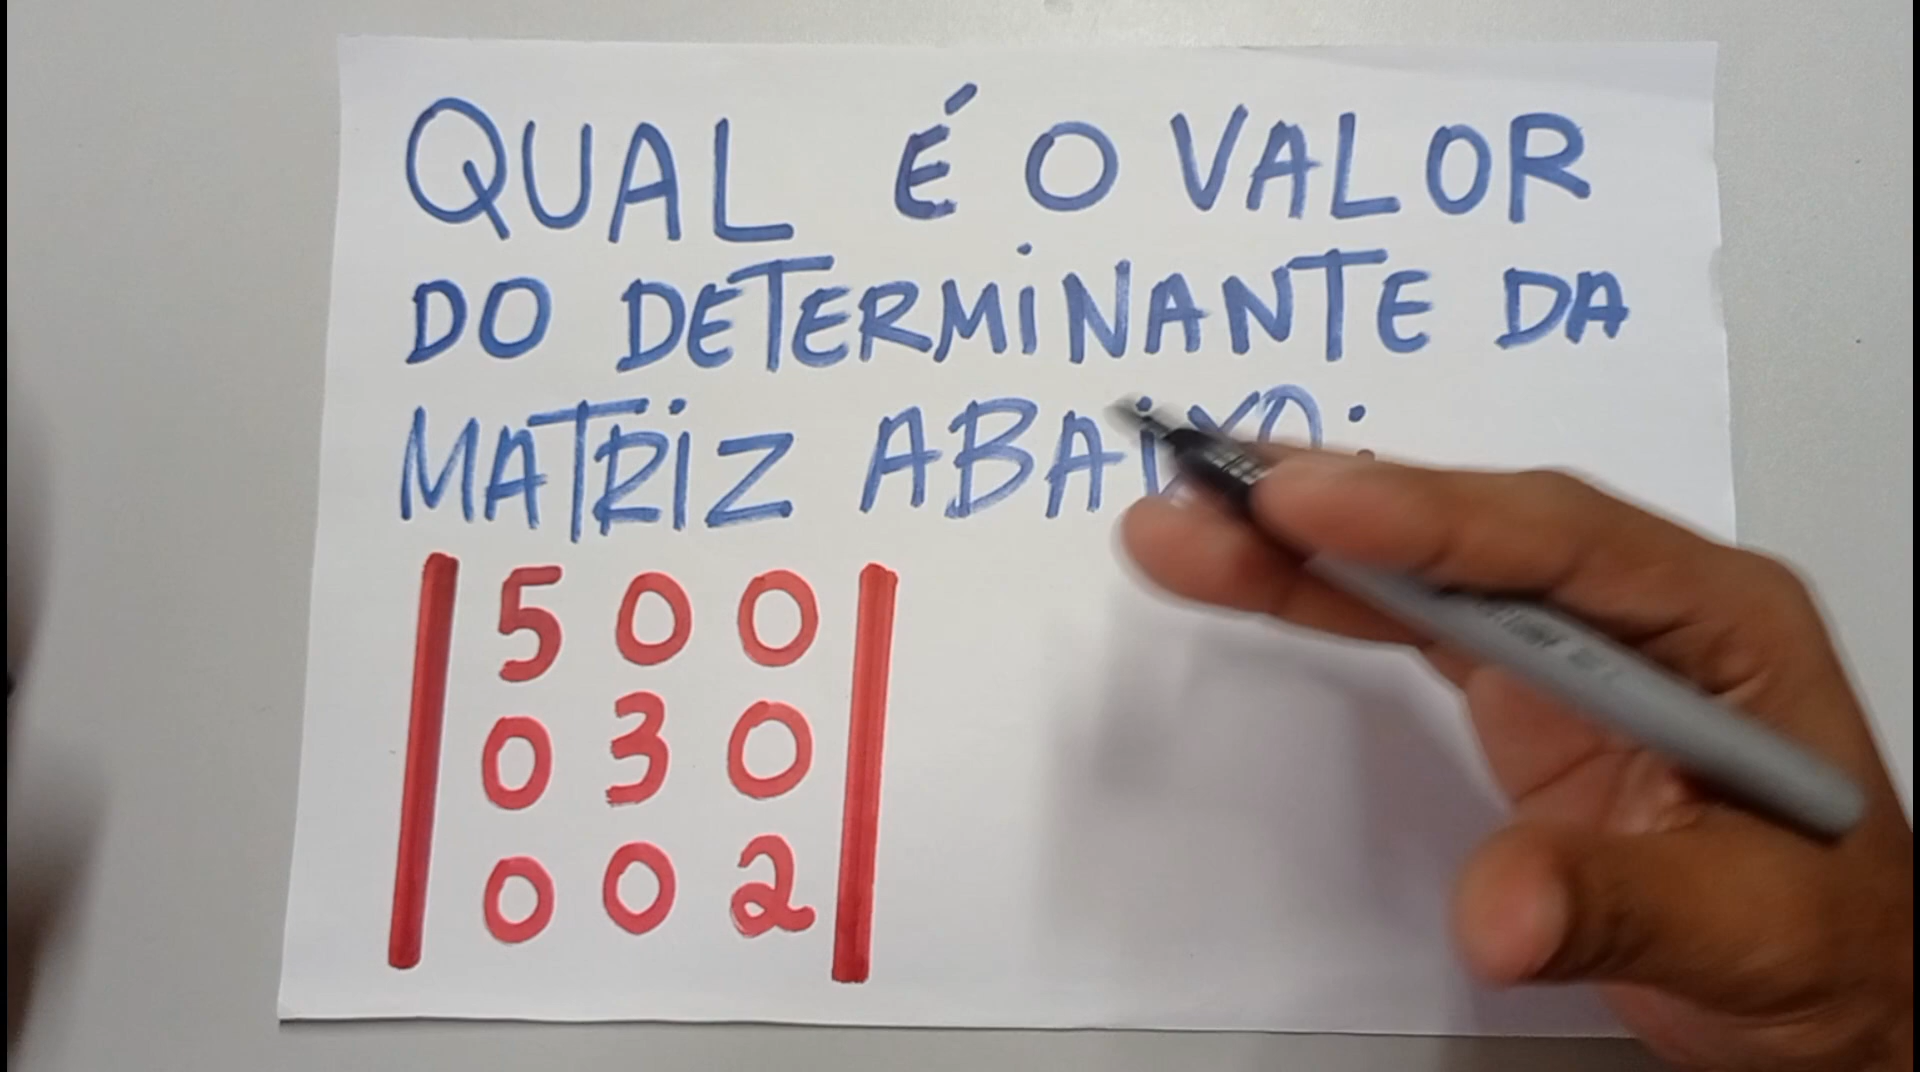 QUAL É O VALOR
DO DETERMINANTE DA
MATRIZ ABAIXO:
5 0 0
0 3 0
0 0 2